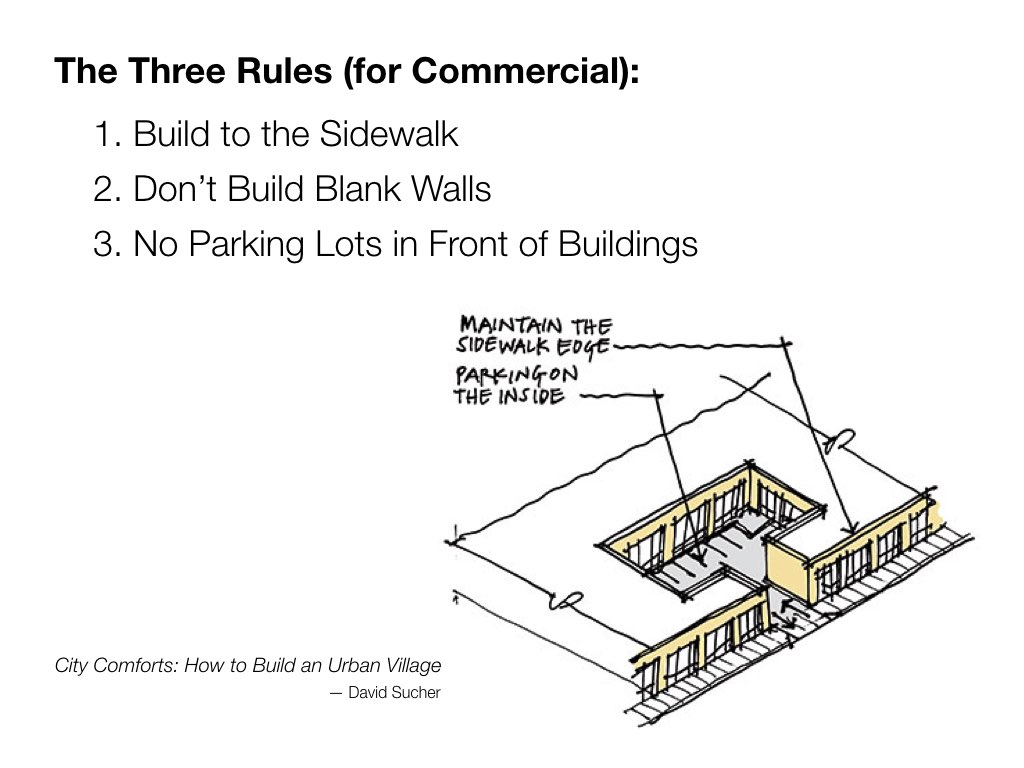 The Three Rules (for Commercial):
1. Build to the Sidewalk
2. Don’t Build Blank Walls
3. No Parking Lots in Front of Buildings
MAINTAIN THE
SIDEWALK EDGE
PARKING ON
THE INSIDE
City Comforts: How to Build an Urban Village
— David Sucher